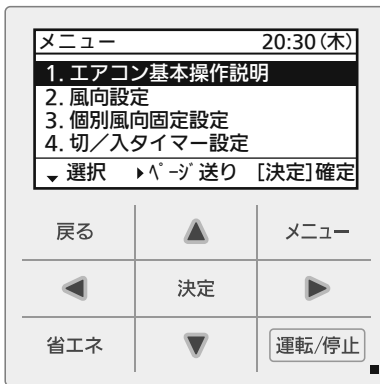 メニュー 20:30(木)
1. エアコン基本操作説明
2. 風向設定
3. 個別風向固定設定
4. 切／入タイマー設定
選択 ﾍﾟｰｼﾞ送り [決定]確定
戻る メニュー
決定
省エネ 運転/停止